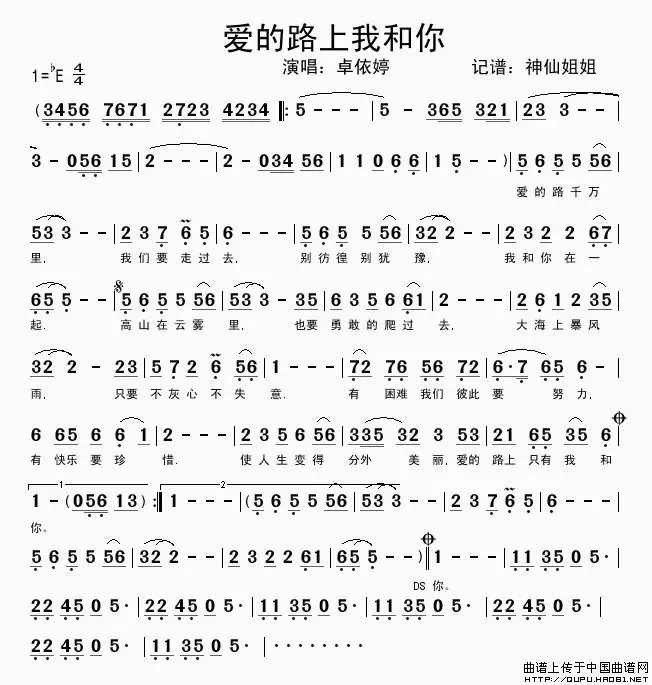 爱的路上我和你
1=♭E 4/4 演唱：卓依婷 记谱：神仙姐姐
(3456 7671 2723 4234 ‖: 5 - - - | 5 - 365 321 | 23 3 - - |
3 - 056 15 | 2 - - - | 2 - 034 56 | 1 1 0 6 6 | 1 5 - - ) | 5 6 5 5 56 |
爱 的 路 千 万
53 3 - - | 2 3 7 6 5 | 6 - - - | 5 6 5 5 56 | 32 2 - - | 2 3 2 2 67 |
里， 我 们 要 走 过 去， 别 彷 徨 别 犹 豫， 我 和 你 在 一
65 5 - - | 5 6 5 5 56 | 53 3 - 35 | 6 3 5 6 61 | 2 - - - | 2 6 1 2 35 |
起. 高 山 在 云 雾 里， 也要 勇 敢 的 爬 过 去， 大 海 上 暴 风
32 2 - 23 | 5 7 2 6 56 | 1 - - - | 72 76 56 72 | 6·7 65 6 - |
雨， 只要 不 灰 心 不 失 意. 有 困难 我们 彼此 要 努 力，
6 65 6 6 1 | 2 - - - | 2 3 5 6 56 | 335 32 3 53 | 21 65 35 6 |
有 快乐 要 珍 惜. 使 人 生 变 得 分外 美 丽，爱的 路上 只有 我 和
1 2
1 - (056 13) :‖ 1 - - - | (5 6 5 5 56 | 53 3 - - | 2 3 7 6 5 | 6 - - - |
你。
5 6 5 5 56 | 32 2 - - | 2 3 2 2 61 | 65 5 - - ) ‖ 1 - - - | 11 35 0 5· |
DS 你。
22 45 0 5· | 22 45 0 5· | 11 35 0 5· | 22 45 0 5· | 11 35 0 5· |
22 45 0 5· | 22 45 0 5· ‖
曲谱上传于中国曲谱网
HTTP://QUPU.HAO81.NET